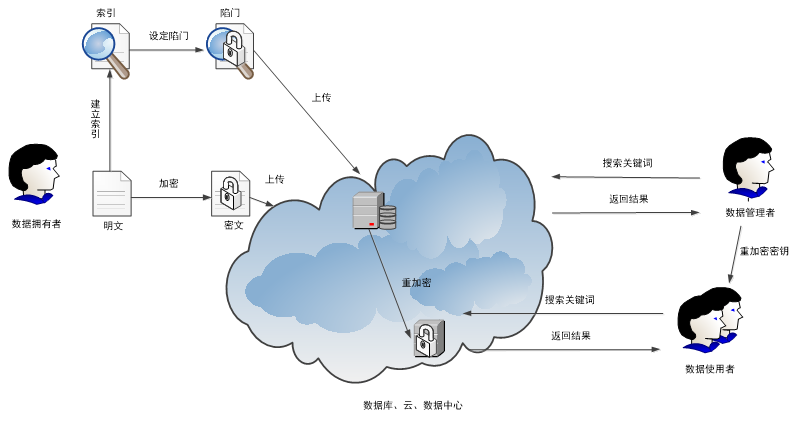 索引
陷门
设定陷门
建立索引
上传
加密
上传
数据拥有者
明文
密文
搜索关键词
返回结果
数据管理者
重加密密钥
重加密
搜索关键词
返回结果
数据使用者
数据库、云、数据中心